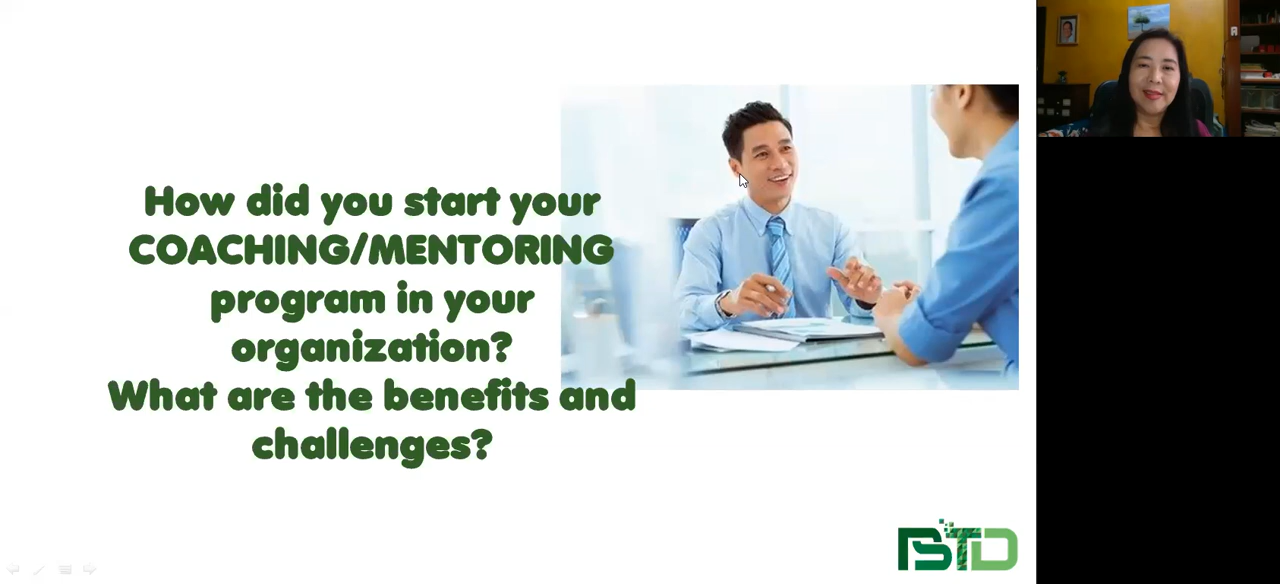 How did you start your
COACHING/MENTORING
program in your
organization?
What are the benefits and
challenges?
PSTD